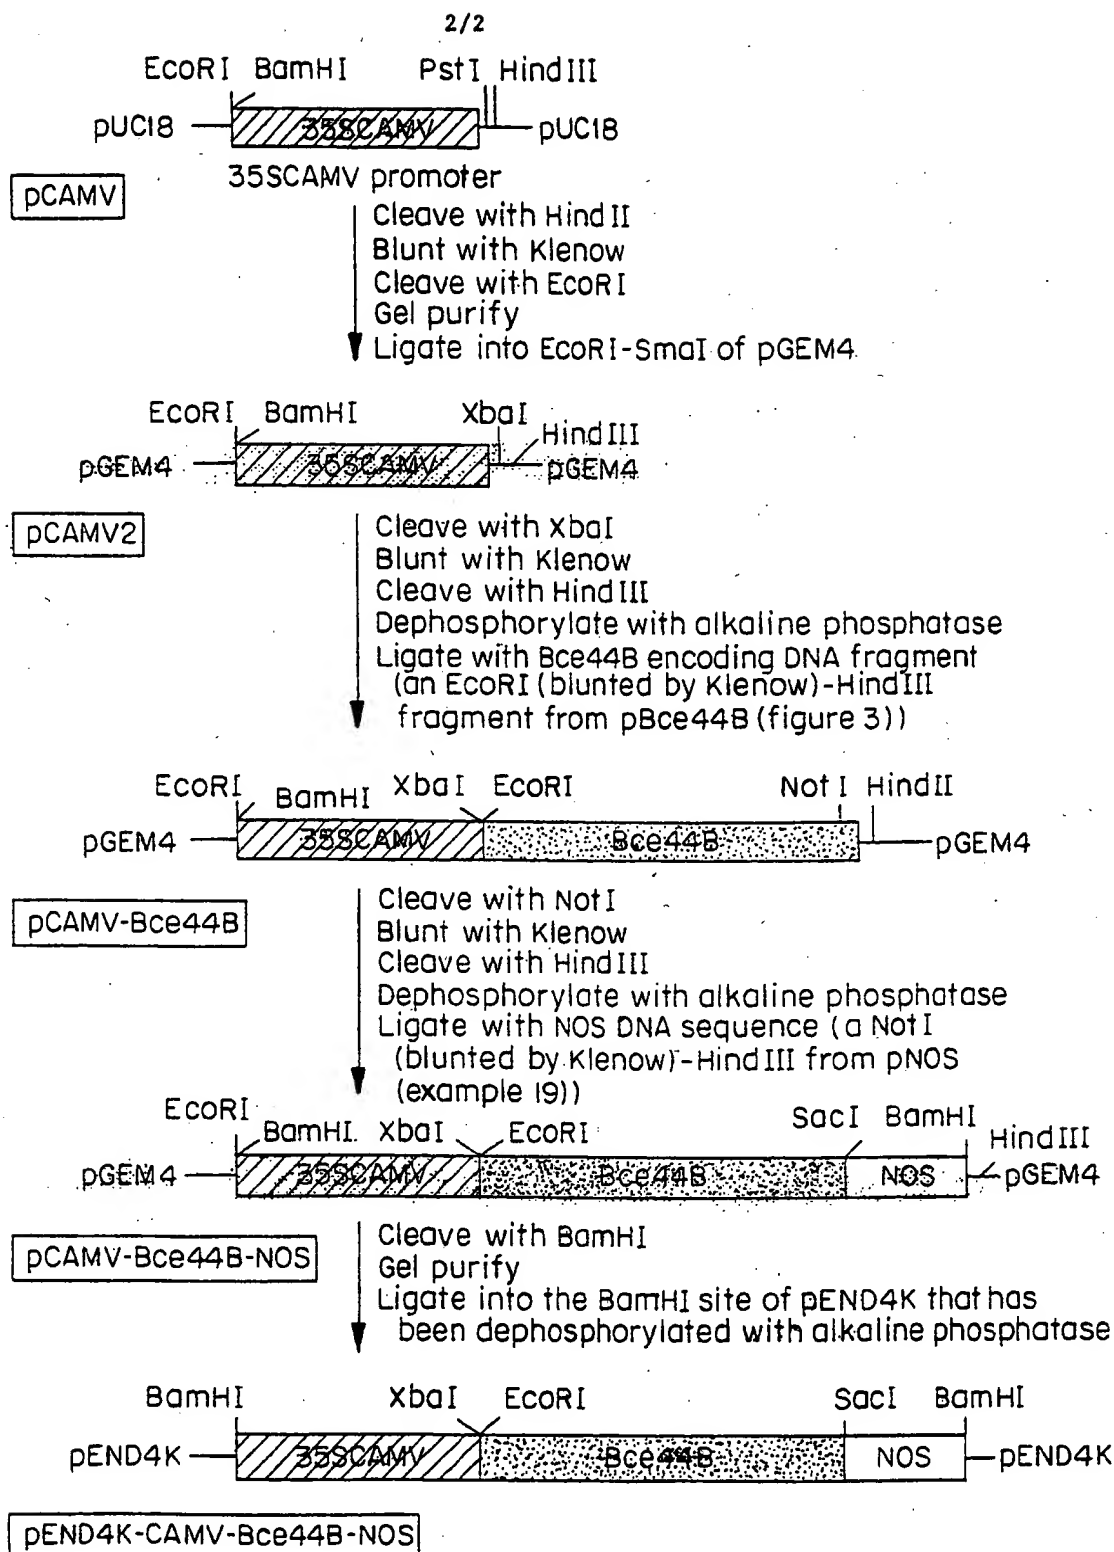 2/2
EcoRI BamHI PstI HindIII
pUC18 35SCAMV pUC18
35SCAMV promoter
pCAMV
Cleave with Hind II
Blunt with Klenow
Cleave with EcoRI
Gel purify
Ligate into EcoRI-SmaI of pGEM4
EcoRI BamHI XbaI HindIII
pGEM4 35SCAMV pGEM4
pCAMV2
Cleave with XbaI
Blunt with Klenow
Cleave with HindIII
Dephosphorylate with alkaline phosphatase
Ligate with Bce44B encoding DNA fragment
(an EcoRI (blunted by Klenow)-HindIII
fragment from pBce44B (figure 3))
EcoRI BamHI XbaI EcoRI Not I HindII
pGEM4 35SCAMV Bce44B pGEM4
pCAMV-Bce44B
Cleave with NotI
Blunt with Klenow
Cleave with HindIII
Dephosphorylate with alkaline phosphatase
Ligate with NOS DNA sequence (a NotI
(blunted by Klenow)-HindIII from pNOS
(example 19))
EcoRI BamHI XbaI EcoRI SacI BamHI HindIII
pGEM4 35SCAMV Bce44B NOS pGEM4
pCAMV-Bce44B-NOS
Cleave with BamHI
Gel purify
Ligate into the BamHI site of pEND4K that has
been dephosphorylated with alkaline phosphatase
BamHI XbaI EcoRI SacI BamHI
pEND4K 35SCAMV Bce44B NOS pEND4K
pEND4K-CAMV-Bce44B-NOS